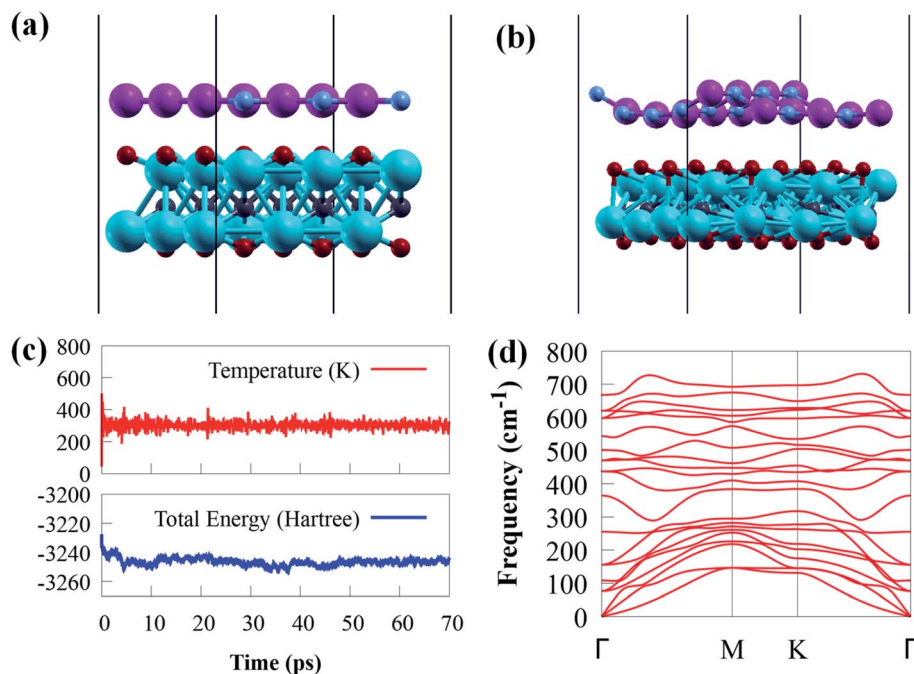 (a)
(b)
(c)
800
600
400
200
0
Temperature (K)
-3200
-3220
-3240
-3260
Total Energy (Hartree)
0 10 20 30 40 50 60 70
Time (ps)
(d)
Frequency (cm-1)
800
700
600
500
400
300
200
100
0
Γ M K Γ